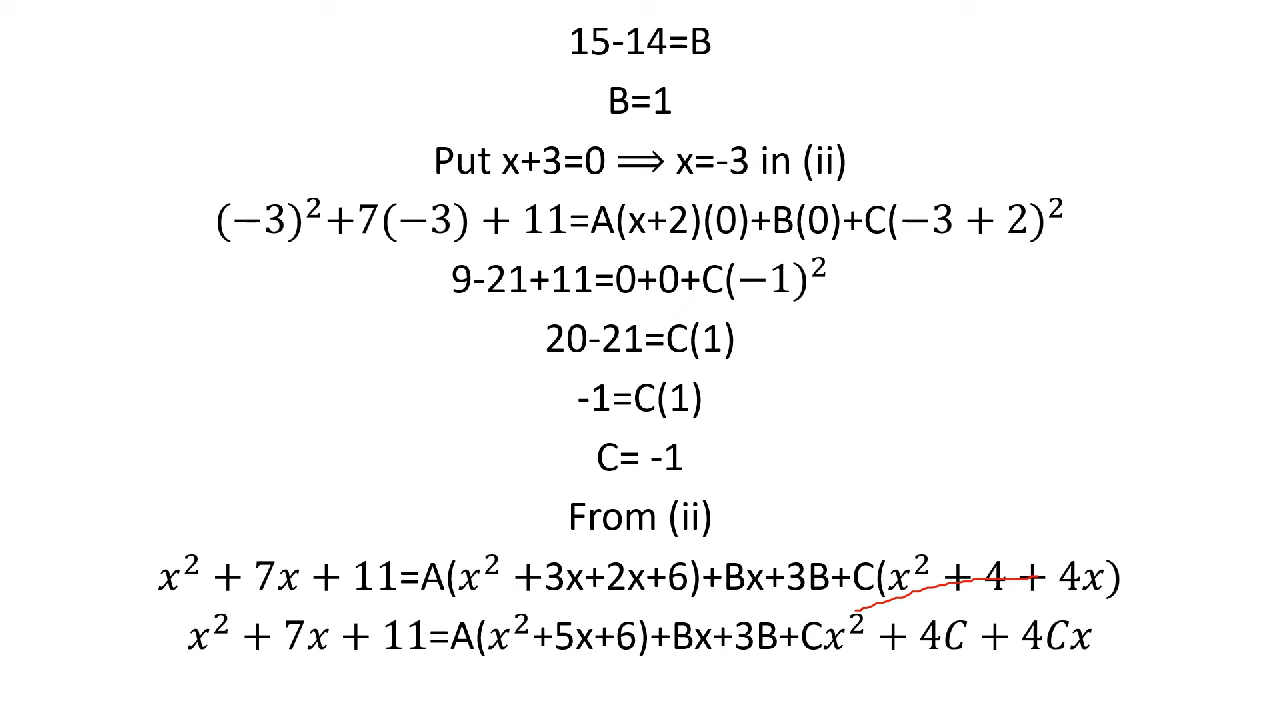 15-14=B
B=1
Put x+3=0 ⟹ x=-3 in (ii)
(−3)²+7(−3) + 11=A(x+2)(0)+B(0)+C(−3 + 2)²
9-21+11=0+0+C(−1)²
20-21=C(1)
-1=C(1)
C= -1
From (ii)
x² + 7x + 11=A(x² +3x+2x+6)+Bx+3B+C(x² + 4 + 4x)
x² + 7x + 11=A(x²+5x+6)+Bx+3B+Cx² + 4C + 4Cx